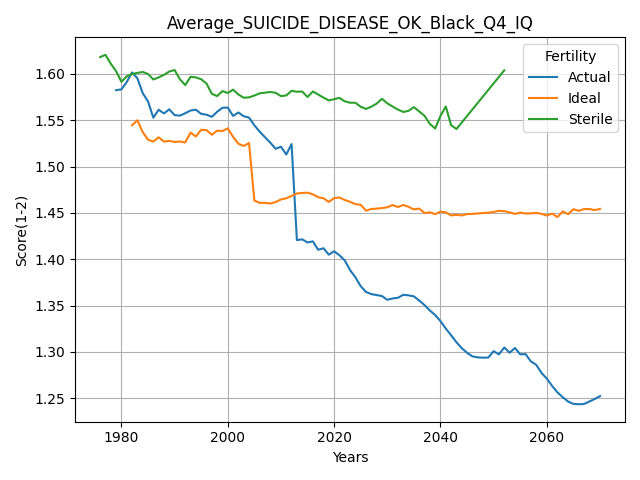 Average_SUICIDE_DISEASE_OK_Black_Q4_IQ
Fertility
Actual
Ideal
Sterile
Score(1-2)
1.60
1.55
1.50
1.45
1.40
1.35
1.30
1.25
1980
2000
2020
2040
2060
Years